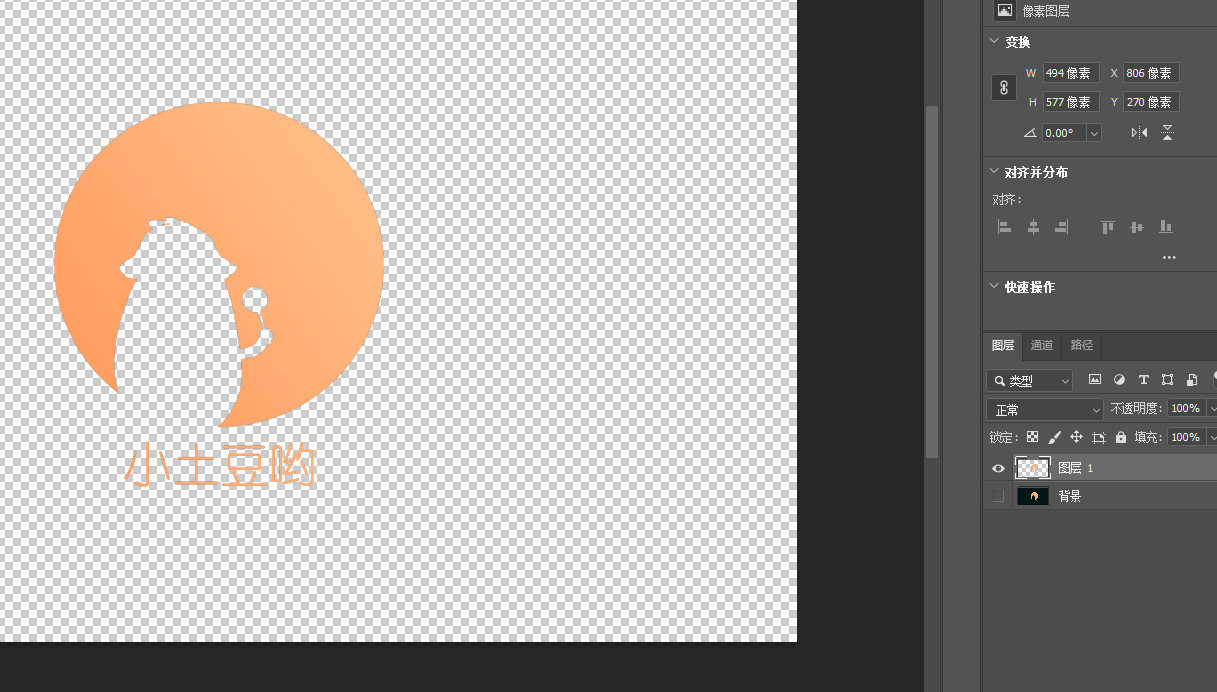 小土豆哟
像素图层
变换
W 494 像素 X 806 像素
H 577 像素 Y 270 像素
0.00°
对齐并分布
对齐:
快速操作
图层 通道 路径
类型
正常 不透明度: 100%
锁定: 填充: 100%
图层 1
背景